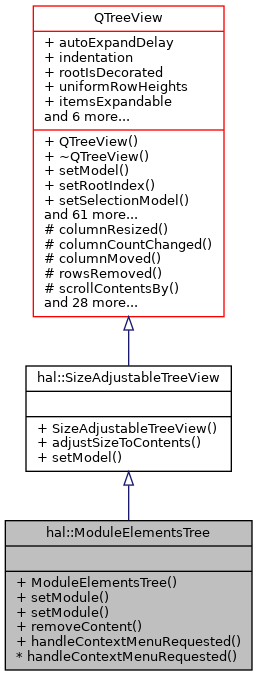 QTreeView
+ autoExpandDelay
+ indentation
+ rootIsDecorated
+ uniformRowHeights
+ itemsExpandable
and 6 more...
+ QTreeView()
+ ~QTreeView()
+ setModel()
+ setRootIndex()
+ setSelectionModel()
and 61 more...
# columnResized()
# columnCountChanged()
# columnMoved()
# rowsRemoved()
# scrollContentsBy()
and 28 more...
hal::SizeAdjustableTreeView
+ SizeAdjustableTreeView()
+ adjustSizeToContents()
+ setModel()
hal::ModuleElementsTree
+ ModuleElementsTree()
+ setModule()
+ setModule()
+ removeContent()
+ handleContextMenuRequested()
* handleContextMenuRequested()